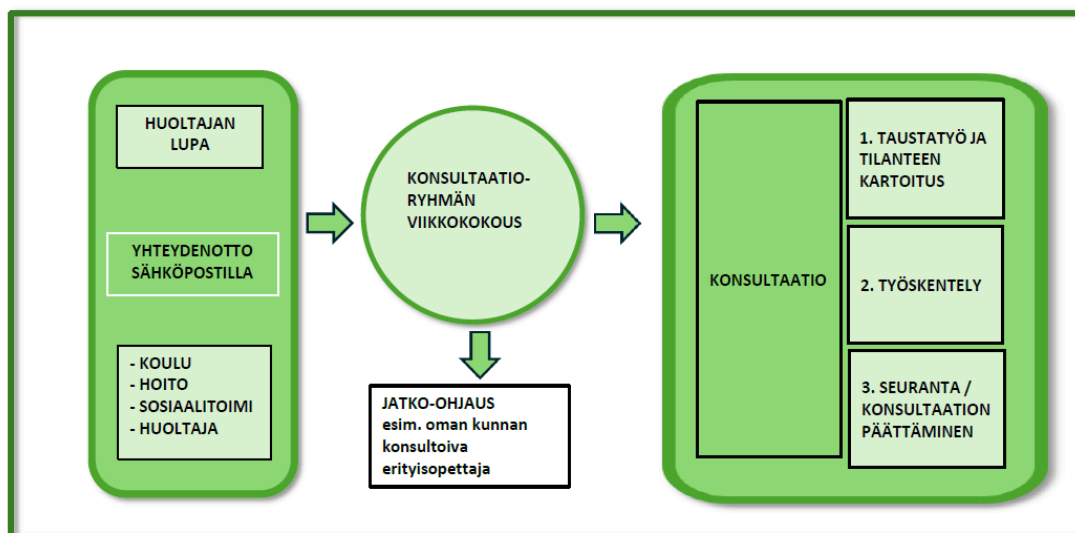 HUOLTAJAN
LUPA
YHTEYDENOTTO
SÄHKÖPOSTILLA
- KOULU
- HOITO
- SOSIAALITOIMI
- HUOLTAJA
KONSULTAATIO-
RYHMÄN
VIIKKOKOKOUS
JATKO-OHJAUS
esim. oman kunnan
konsultoiva
erityisopettaja
KONSULTAATIO
1. TAUSTATYÖ JA
TILANTEEN
KARTOITUS
2. TYÖSKENTELY
3. SEURANTA /
KONSULTAATION
PÄÄTTÄMINEN